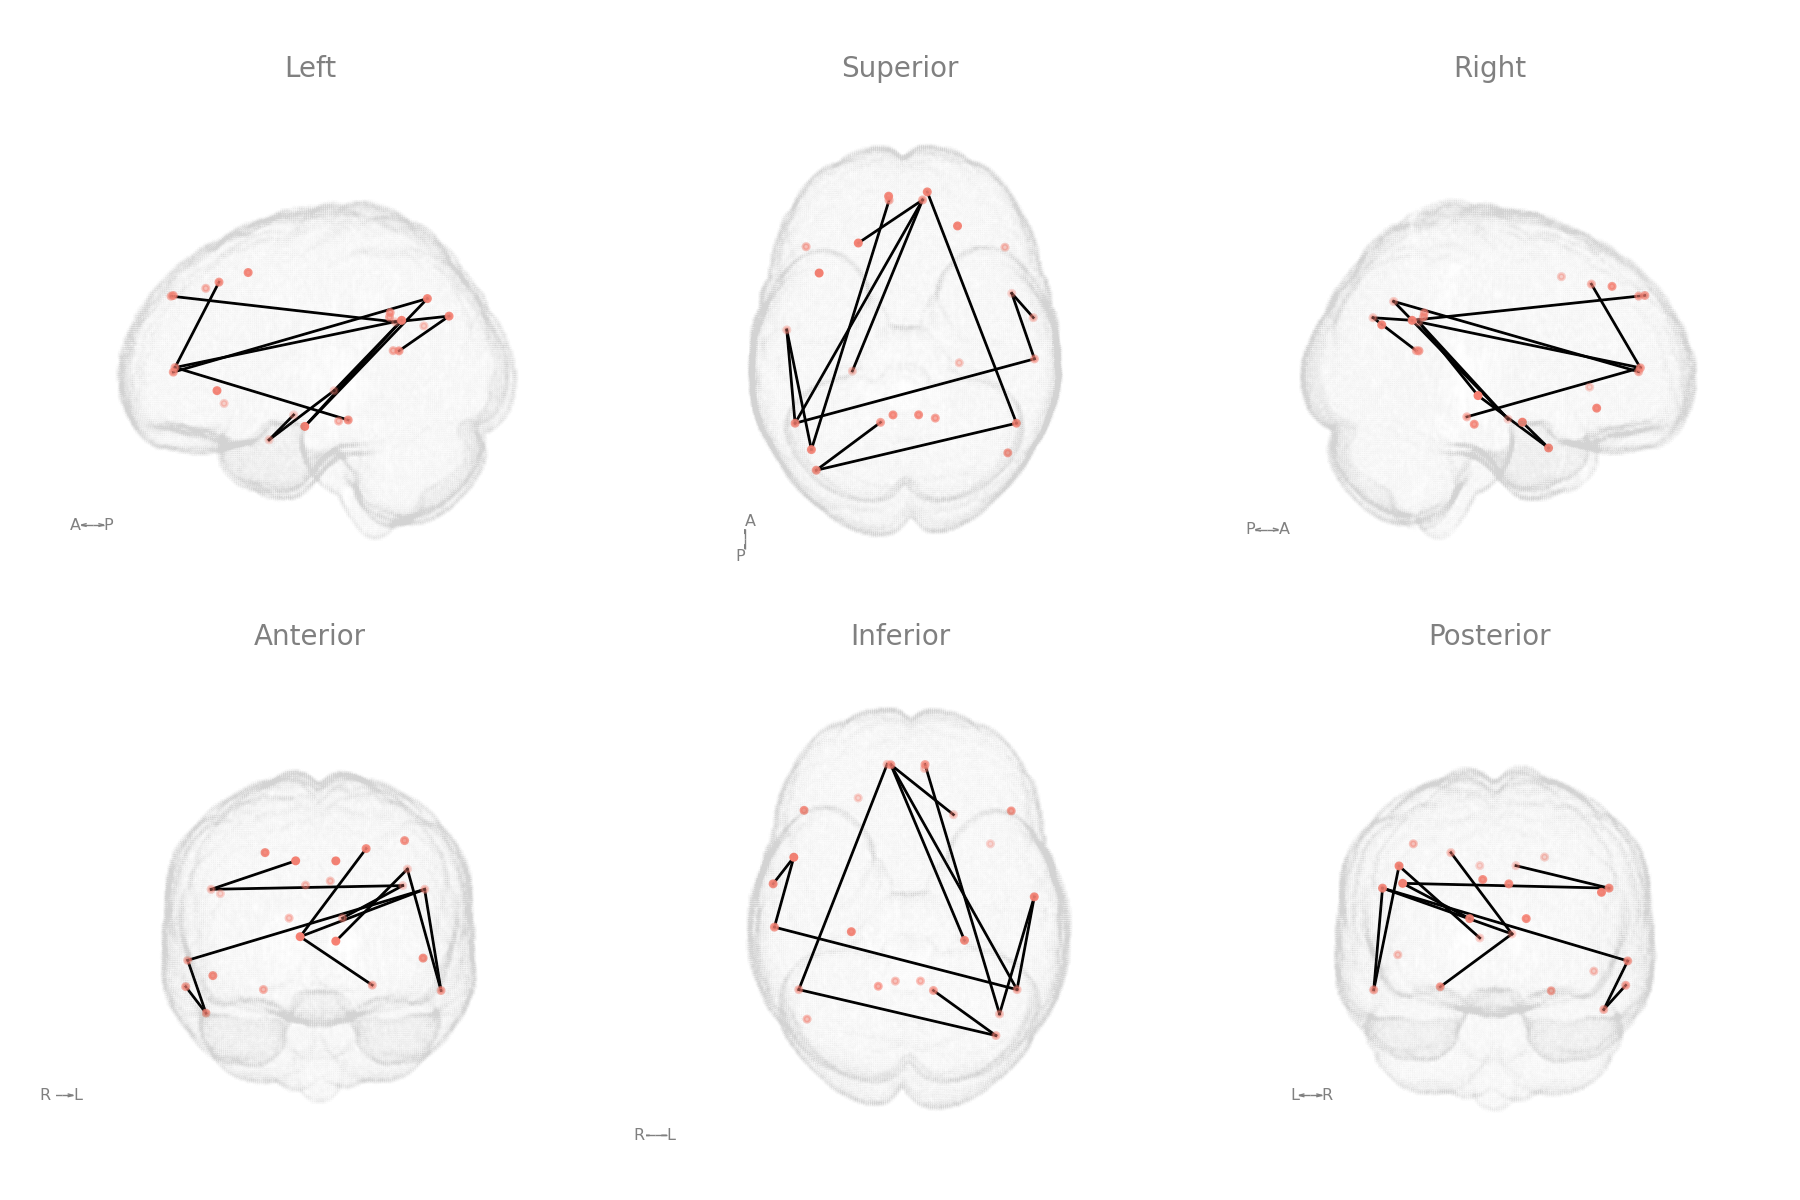 Left
Superior
Right
A
P
A
P
P
A
Anterior
Inferior
Posterior
R
L
R
L
L
R